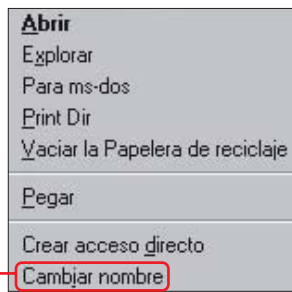 Abrir
Explorar
Para ms-dos
Print Dir
Vaciar la Papelera de reciclaje
Pegar
Crear acceso directo
Cambiar nombre